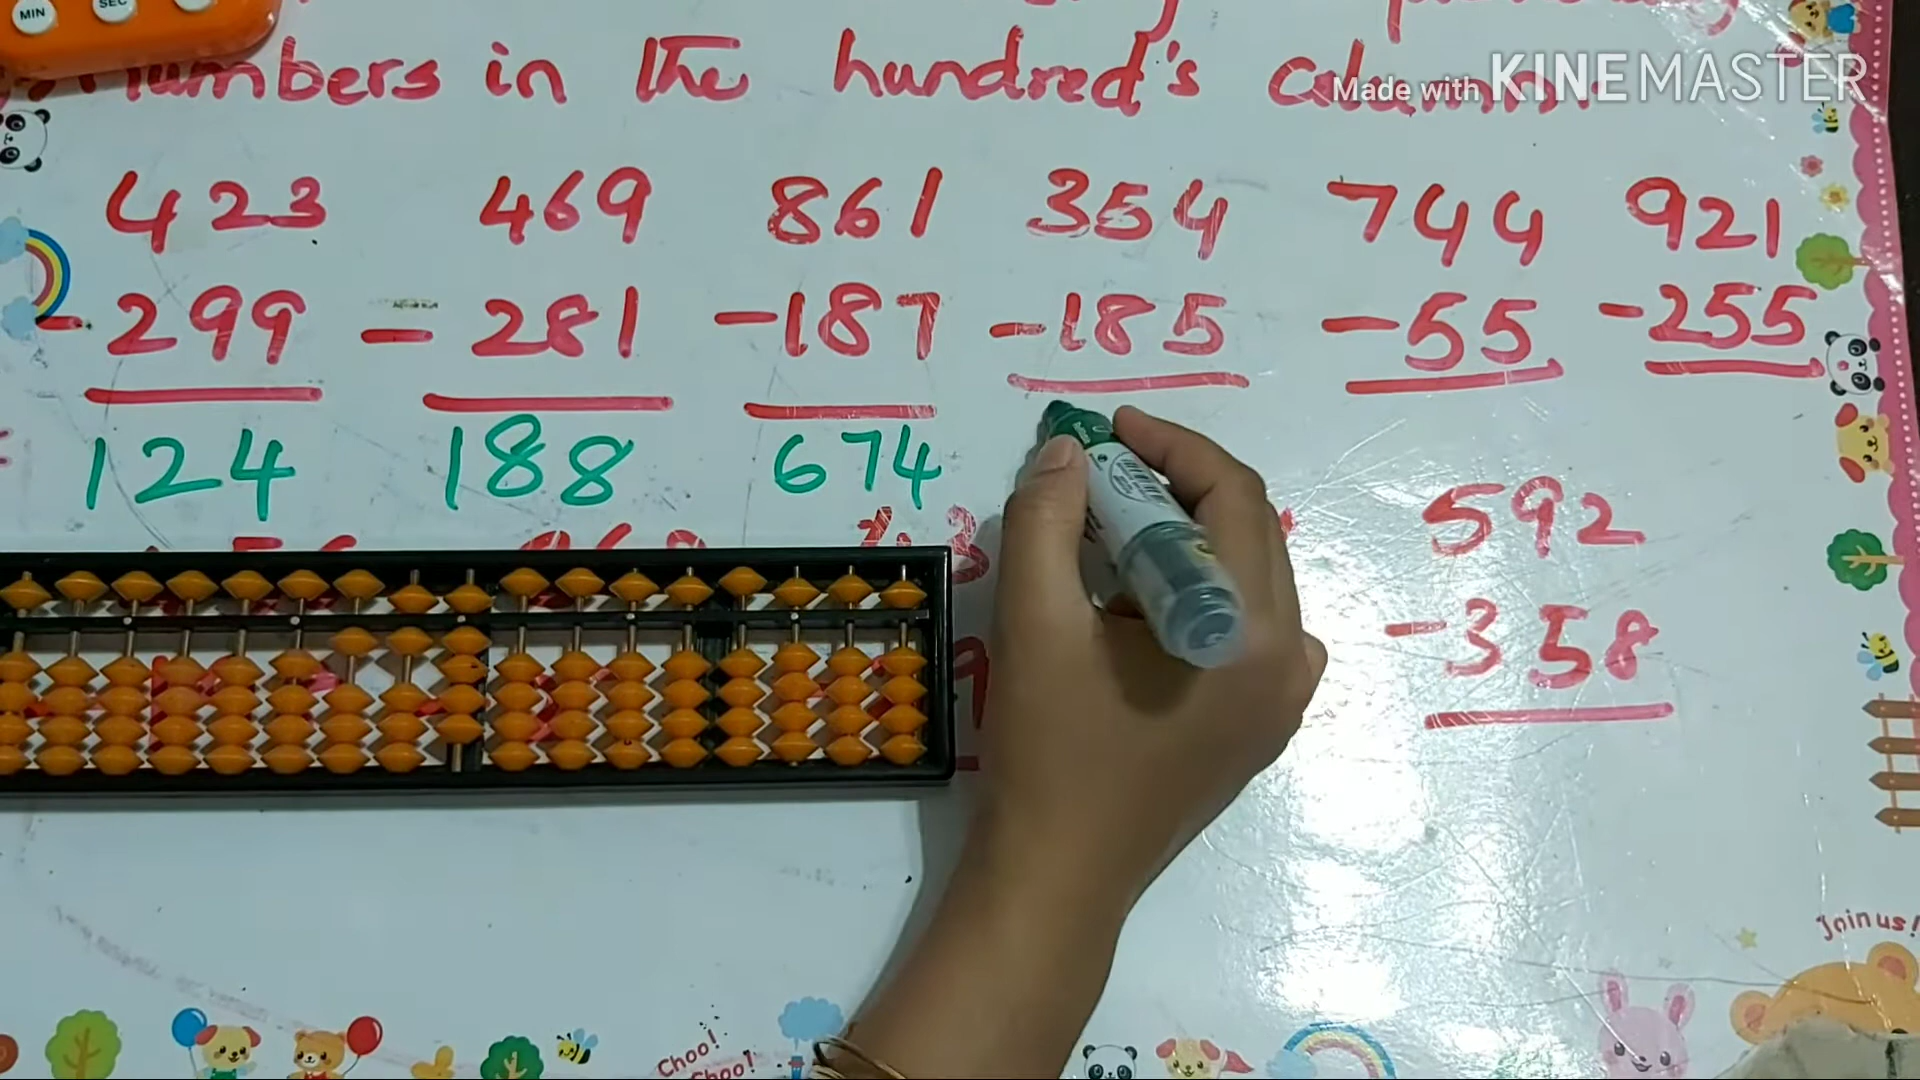 MIN SEC
numbers in the hundred's column:
Made with KINEMASTER
423 469 861 354 744 921
-299 -281 -187 -185 -55 -255
124 188 674
592
-358
Join us!
Choo!
Choo!